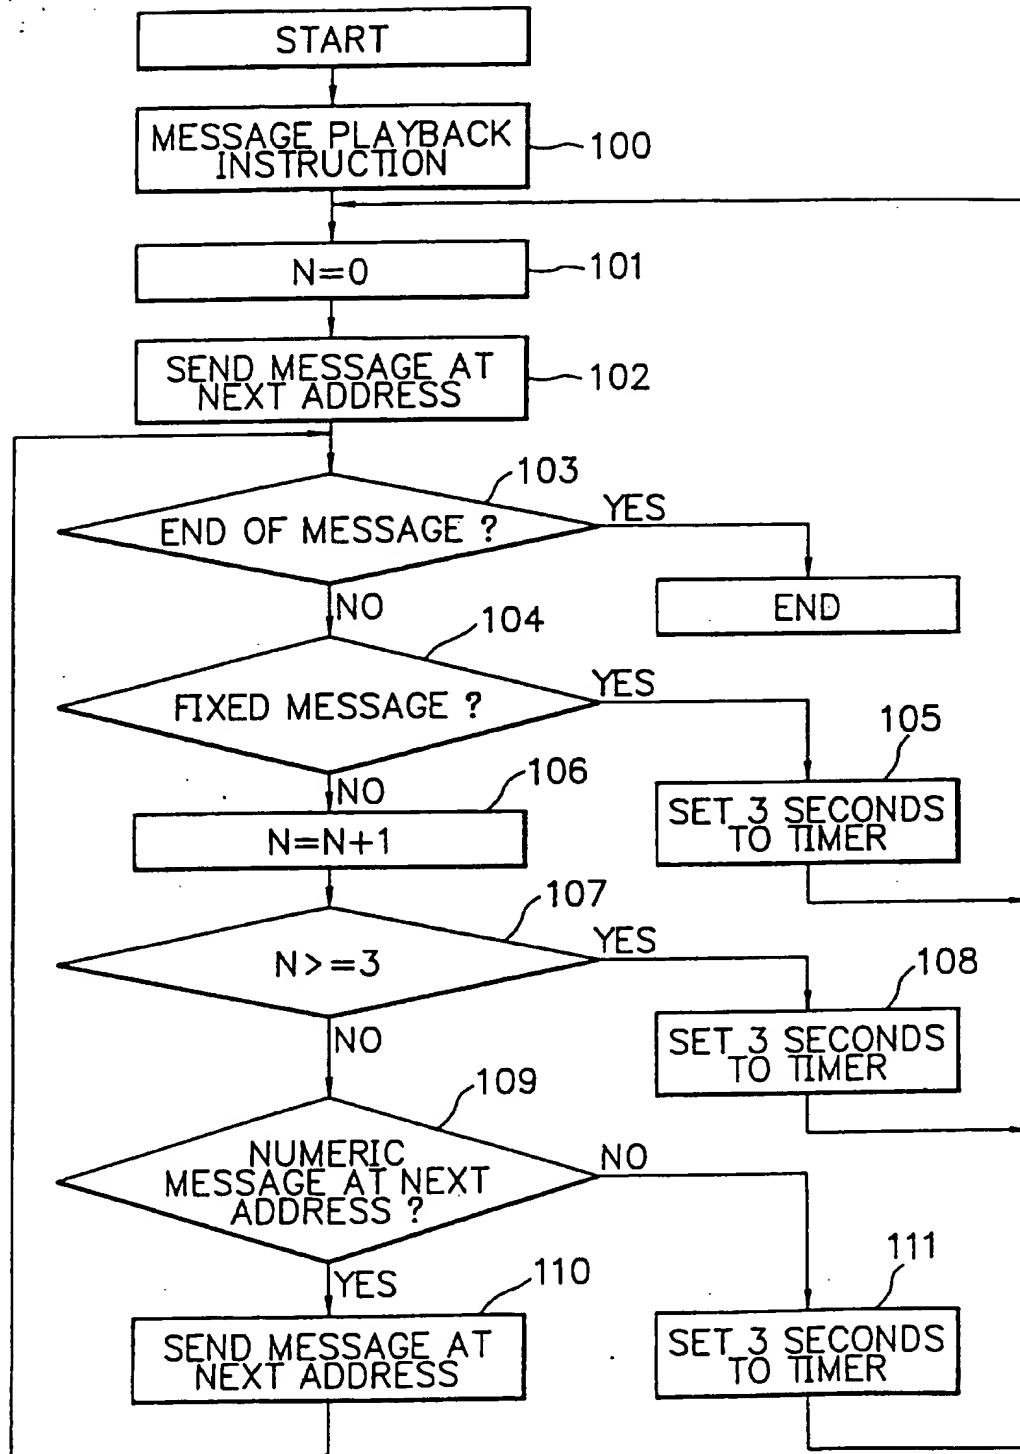 START
MESSAGE PLAYBACK
INSTRUCTION
100
N=0
101
SEND MESSAGE AT
NEXT ADDRESS
102
103
END OF MESSAGE ?
YES
END
NO
104
FIXED MESSAGE ?
YES
105
SET 3 SECONDS
TO TIMER
NO
106
N=N+1
107
N>=3
YES
108
SET 3 SECONDS
TO TIMER
NO
109
NUMERIC
MESSAGE AT NEXT
ADDRESS ?
NO
111
SET 3 SECONDS
TO TIMER
YES
110
SEND MESSAGE AT
NEXT ADDRESS